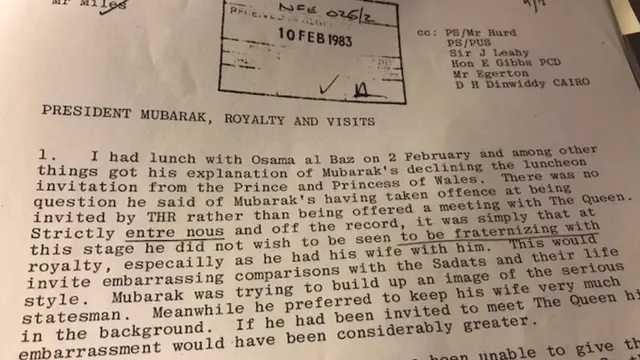 Mr Miles
RECEIVED IN
NFB 026/2
10 FEB 1983
cc: PS/Mr Hurd
PS/PUS
Sir J Leahy
Hon E Gibbs PCD
Mr Egerton
D H Dinwiddy CAIRO
PRESIDENT MUBARAK, ROYALTY AND VISITS
1. I had lunch with Osama al Baz on 2 February and among other
things got his explanation of Mubarak's declining the luncheon
invitation from the Prince and Princess of Wales. There was no
question he said of Mubarak's having taken offence at being
invited by THR rather than being offered a meeting with The Queen.
Strictly entre nous and off the record, it was simply that at
this stage he did not wish to be seen to be fraternizing with
royalty, especailly as he had his wife with him. This would
invite embarrassing comparisons with the Sadats and their life
style. Mubarak was trying to build up an image of the serious
statesman. Meanwhile he preferred to keep his wife very much
in the background. If he had been invited to meet The Queen hi
embarrassment would have been considerably greater.
been unable to give th